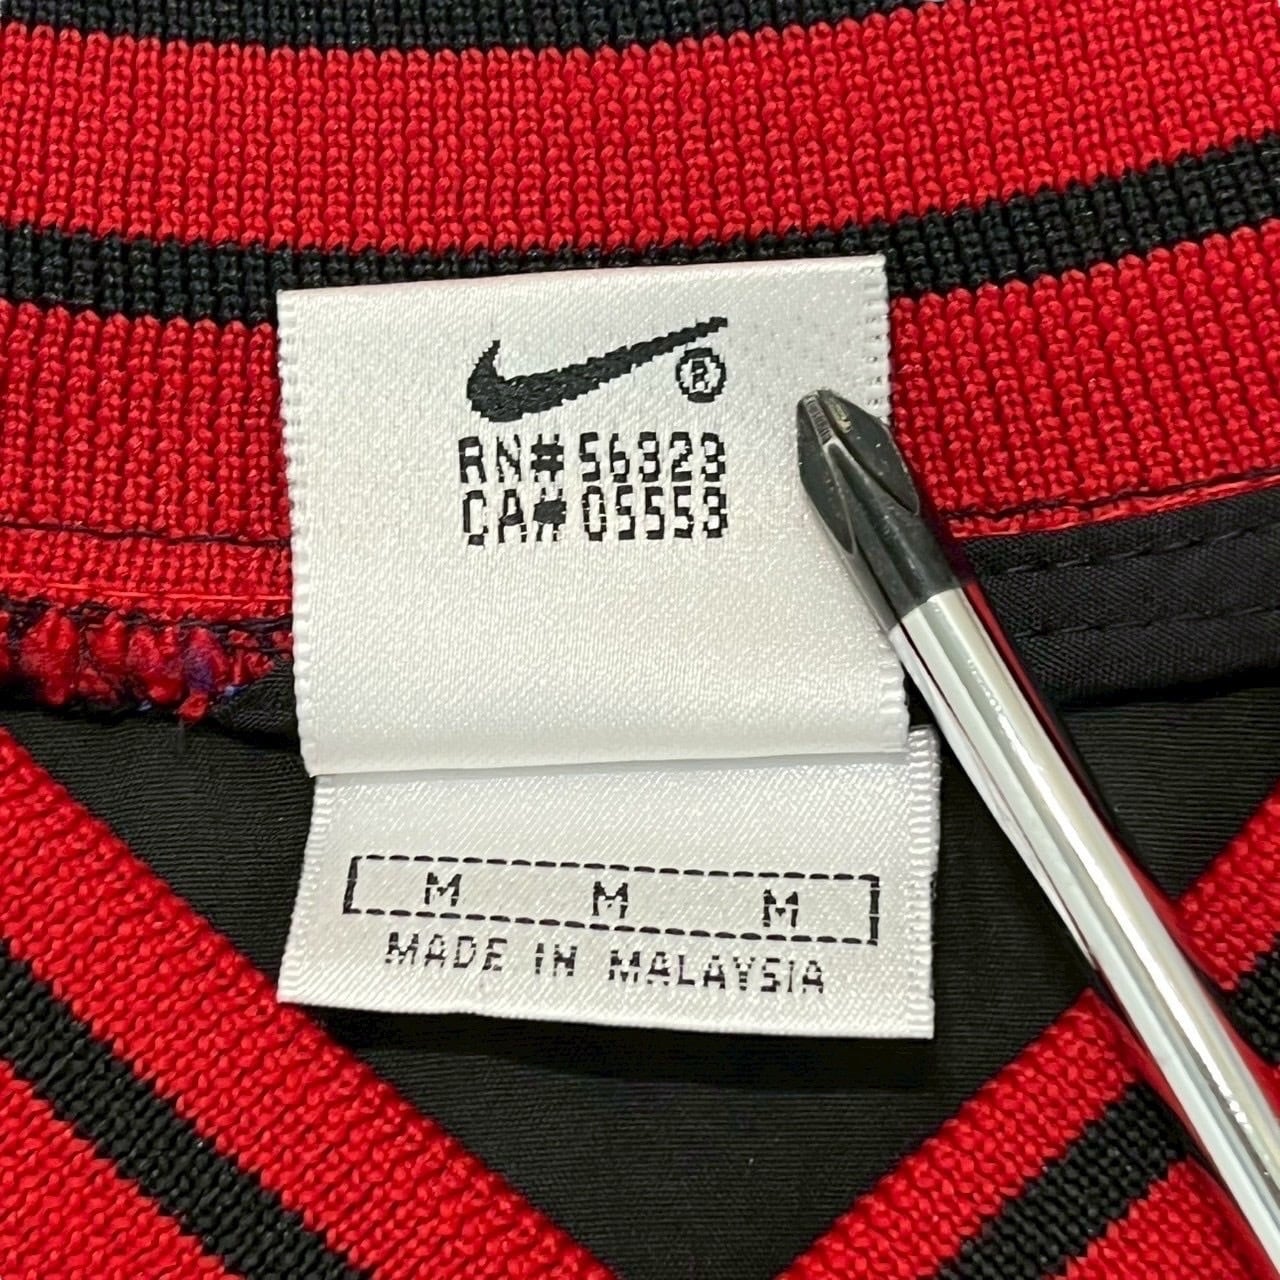 ®
RN# 56323
CA# 05553
M M M
MADE IN MALAYSIA